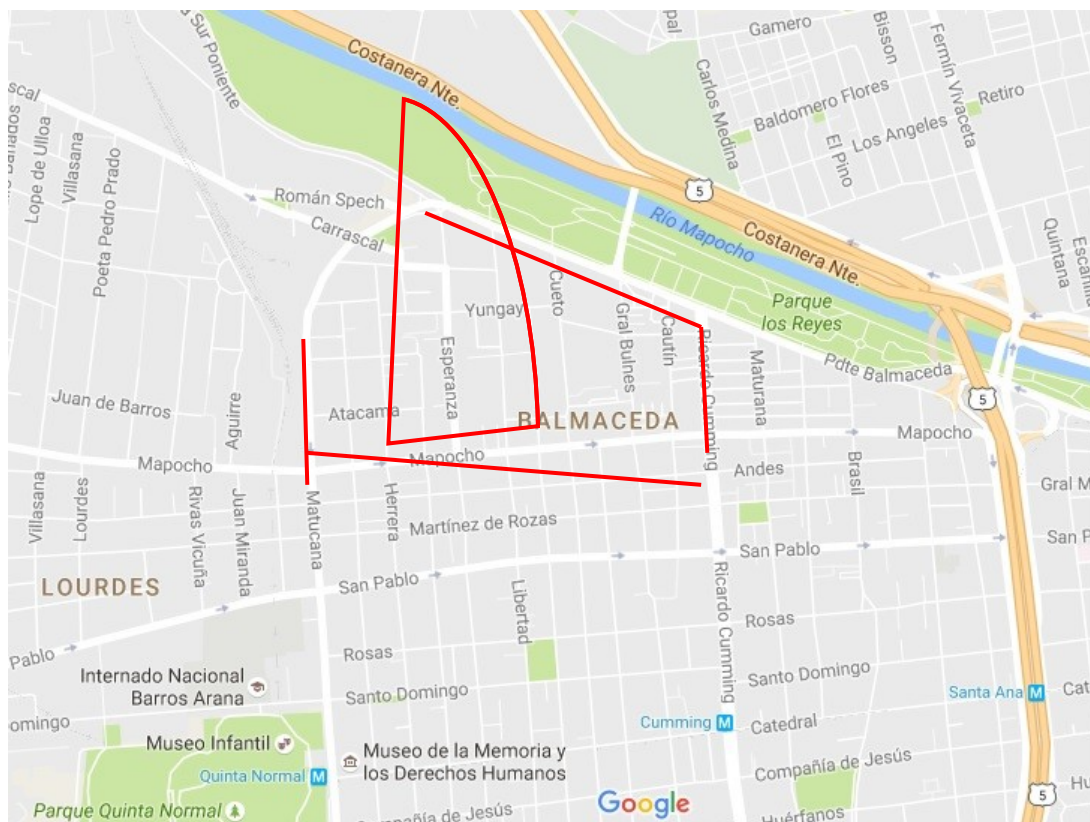 Sur Poniente
Costanera Nte.
Gamero
Bisson
Fermín Vivaceta
Carlos Medina
Baldomero Flores
Retiro
Los Angeles
El Pino
Lope de Ulloa
Villasana
Poeta Pedro Prado
Román Spech
Carrascal
5
Río Mapocho
Costanera Nte.
Quintana
Parque
los Reyes
Cueto
Yungay
Gral Bulnes
Cautín
Ricardo Cumming
Maturana
Pdte Balmaceda
5
Esperanza
Juan de Barros
Aguirre
Atacama
BALMACEDA
Mapocho
Mapocho
Mapocho
Andes
Brasil
Villasana
Lourdes
Rivas Vicuña
Juan Miranda
Matucana
Herrera
Martínez de Rozas
San Pablo
San Pablo
LOURDES
Libertad
Ricardo Cumming
Rosas
Rosas
Internado Nacional
Barros Arana
Santo Domingo
Santo Domingo
Santa Ana M
Cumming M
Catedral
Museo Infantil
Museo de la Memoria y
los Derechos Humanos
Quinta Normal M
Compañía de Jesús
5
Parque Quinta Normal
Google
Huérfanos